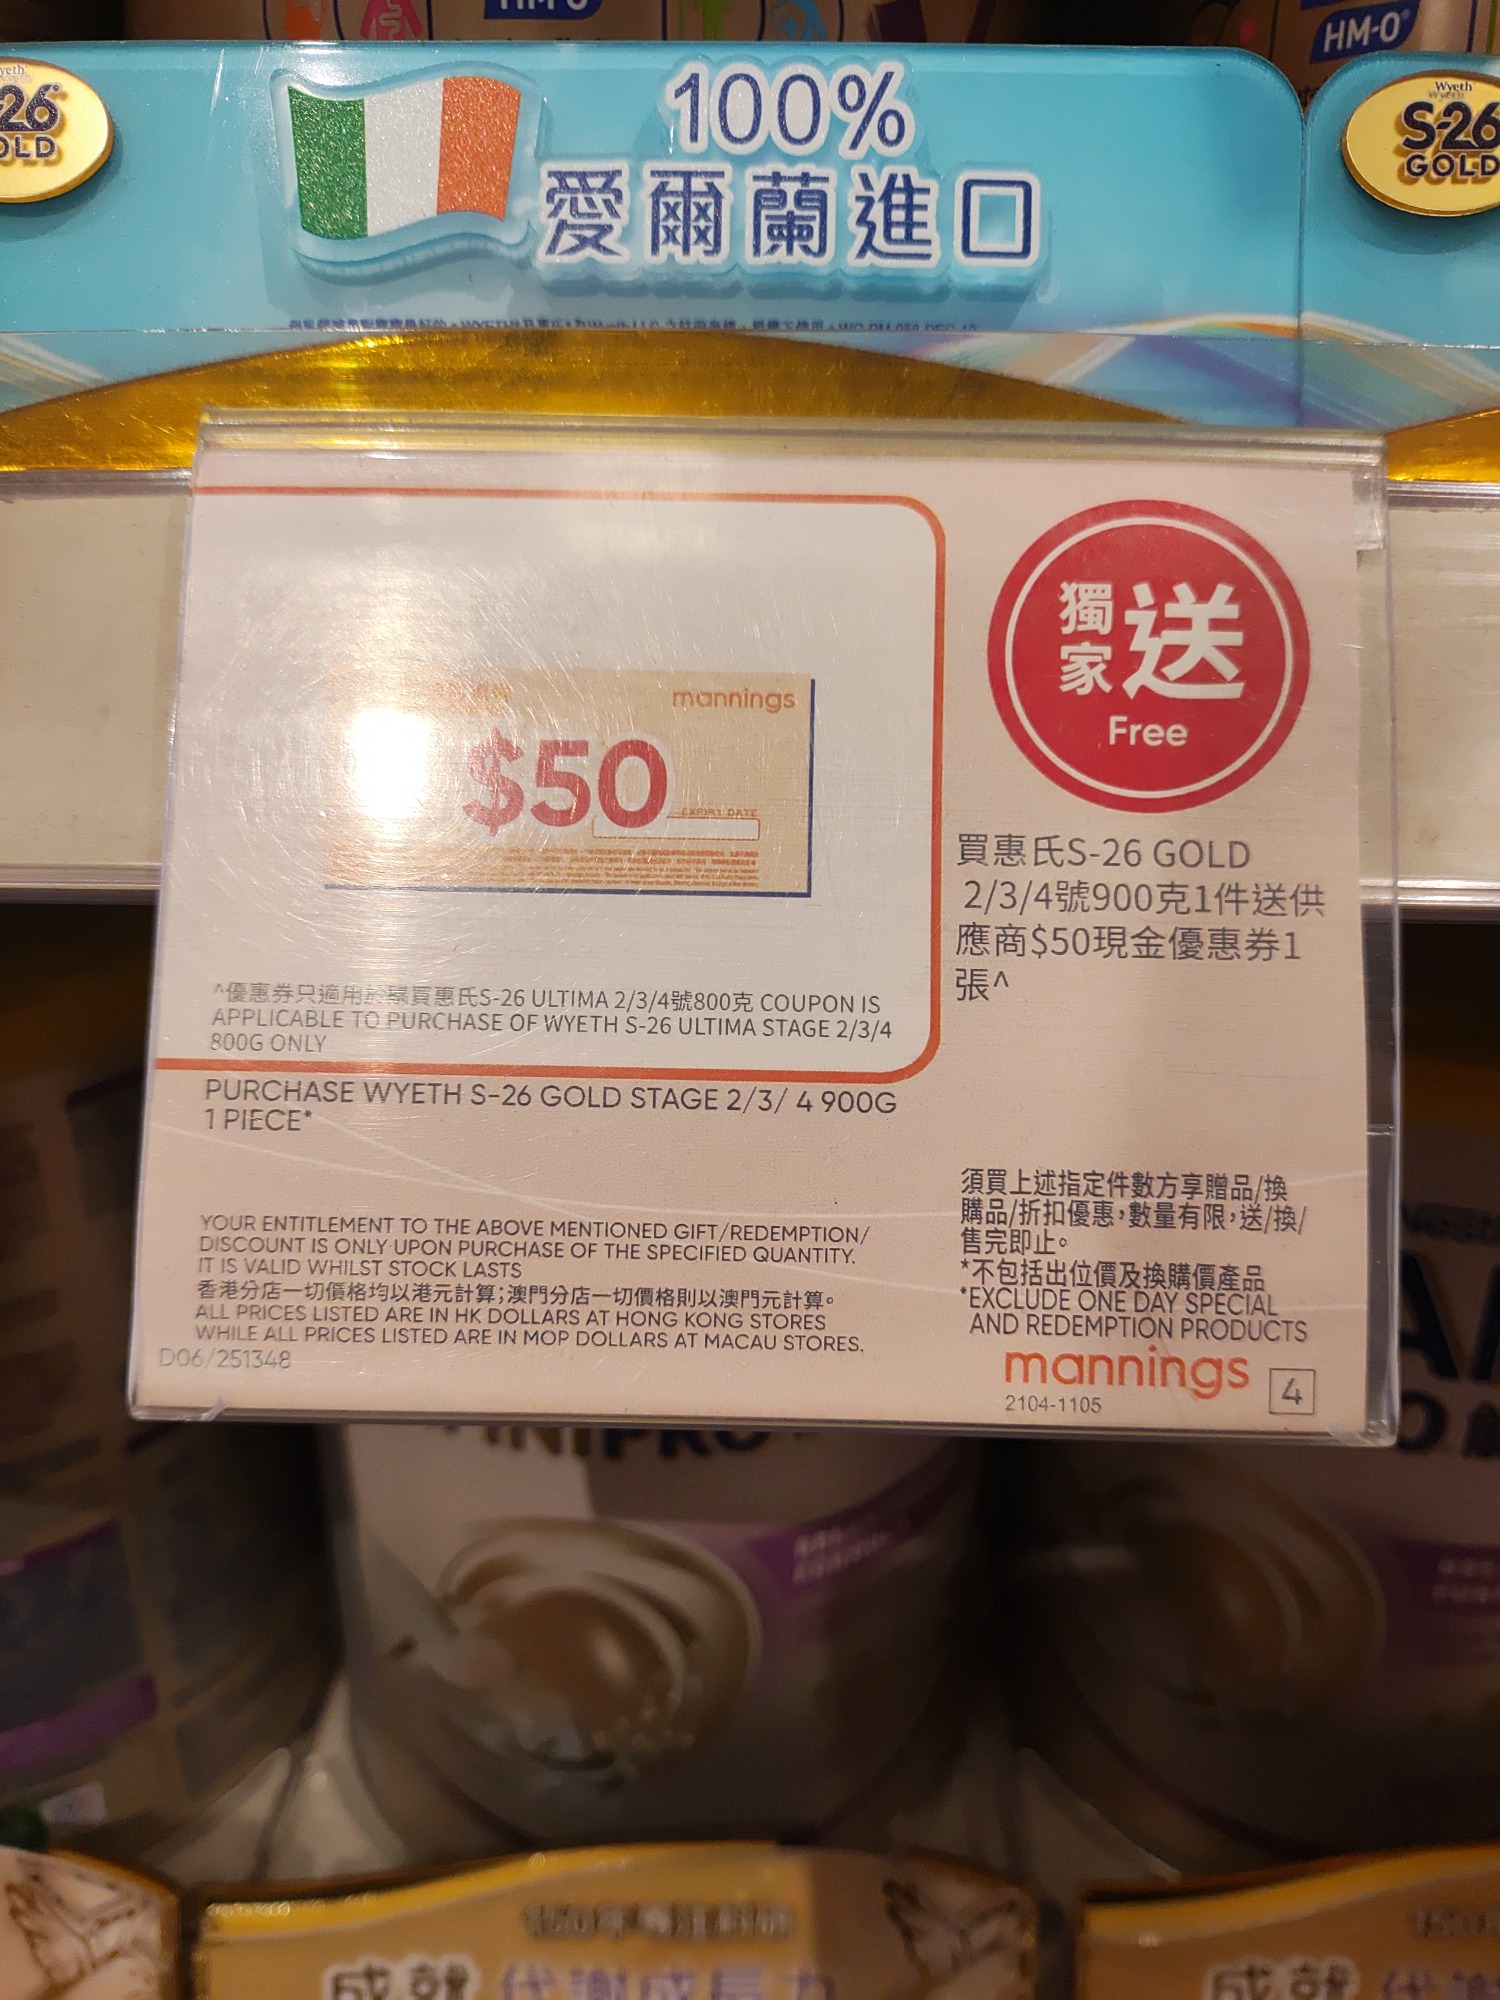 HM-O
Wyeth
S-26
GOLD
100%
愛爾蘭進口
mannings
$50
EXPIRY DATE
獨家送
Free
買惠氏S-26 GOLD
2/3/4號900克1件送供
應商$50現金優惠券1
張^
^優惠券只適用於購買惠氏S-26 ULTIMA 2/3/4號800克 COUPON IS
APPLICABLE TO PURCHASE OF WYETH S-26 ULTIMA STAGE 2/3/4
800G ONLY
PURCHASE WYETH S-26 GOLD STAGE 2/3/ 4 900G
1 PIECE*
YOUR ENTITLEMENT TO THE ABOVE MENTIONED GIFT/REDEMPTION/
DISCOUNT IS ONLY UPON PURCHASE OF THE SPECIFIED QUANTITY.
IT IS VALID WHILST STOCK LASTS
香港分店一切價格均以港元計算;澳門分店一切價格則以澳門元計算。
ALL PRICES LISTED ARE IN HK DOLLARS AT HONG KONG STORES
WHILE ALL PRICES LISTED ARE IN MOP DOLLARS AT MACAU STORES.
D06/251348
須買上述指定件數方享贈品/換
購品/折扣優惠,數量有限,送/換/
售完即止。
*不包括出位價及換購價產品
*EXCLUDE ONE DAY SPECIAL
AND REDEMPTION PRODUCTS
mannings
2104-1105
4
成就